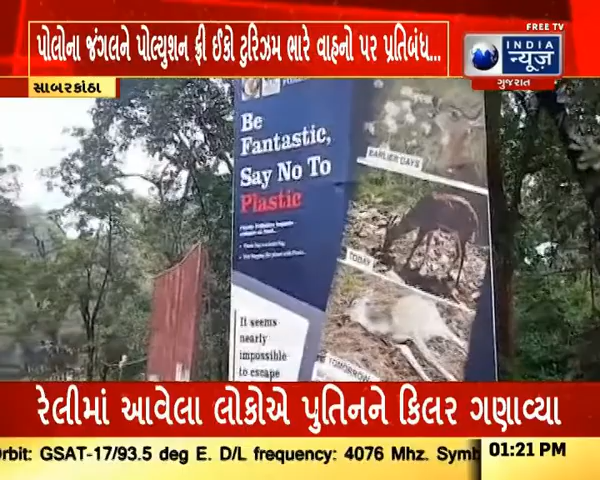 FREE TV
પોલોના જંગલને પોલ્યુશન ફ્રી ઈકો ટુરિઝમ ભારે વાહનો પર પ્રતિબંધ...
INDIA
ન્યૂઝ
ગુજરાત
સાબરકાંઠા
Be
Fantastic,
Say No To
Plastic
EARLIER DAYS
TODAY
TOMORROW
It seems
nearly
impossible
to escape
રેલીમાં આવેલા લોકોએ પુતિનને કિલર ગણાવ્યા
Orbit: GSAT-17/93.5 deg E. D/L frequency: 4076 Mhz. Symb
01:21 PM